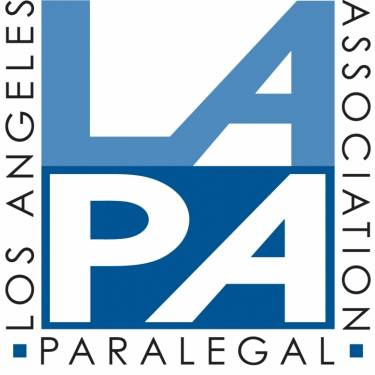 LA
PA
LOS ANGELES
PARALEGAL
ASSOCIATION